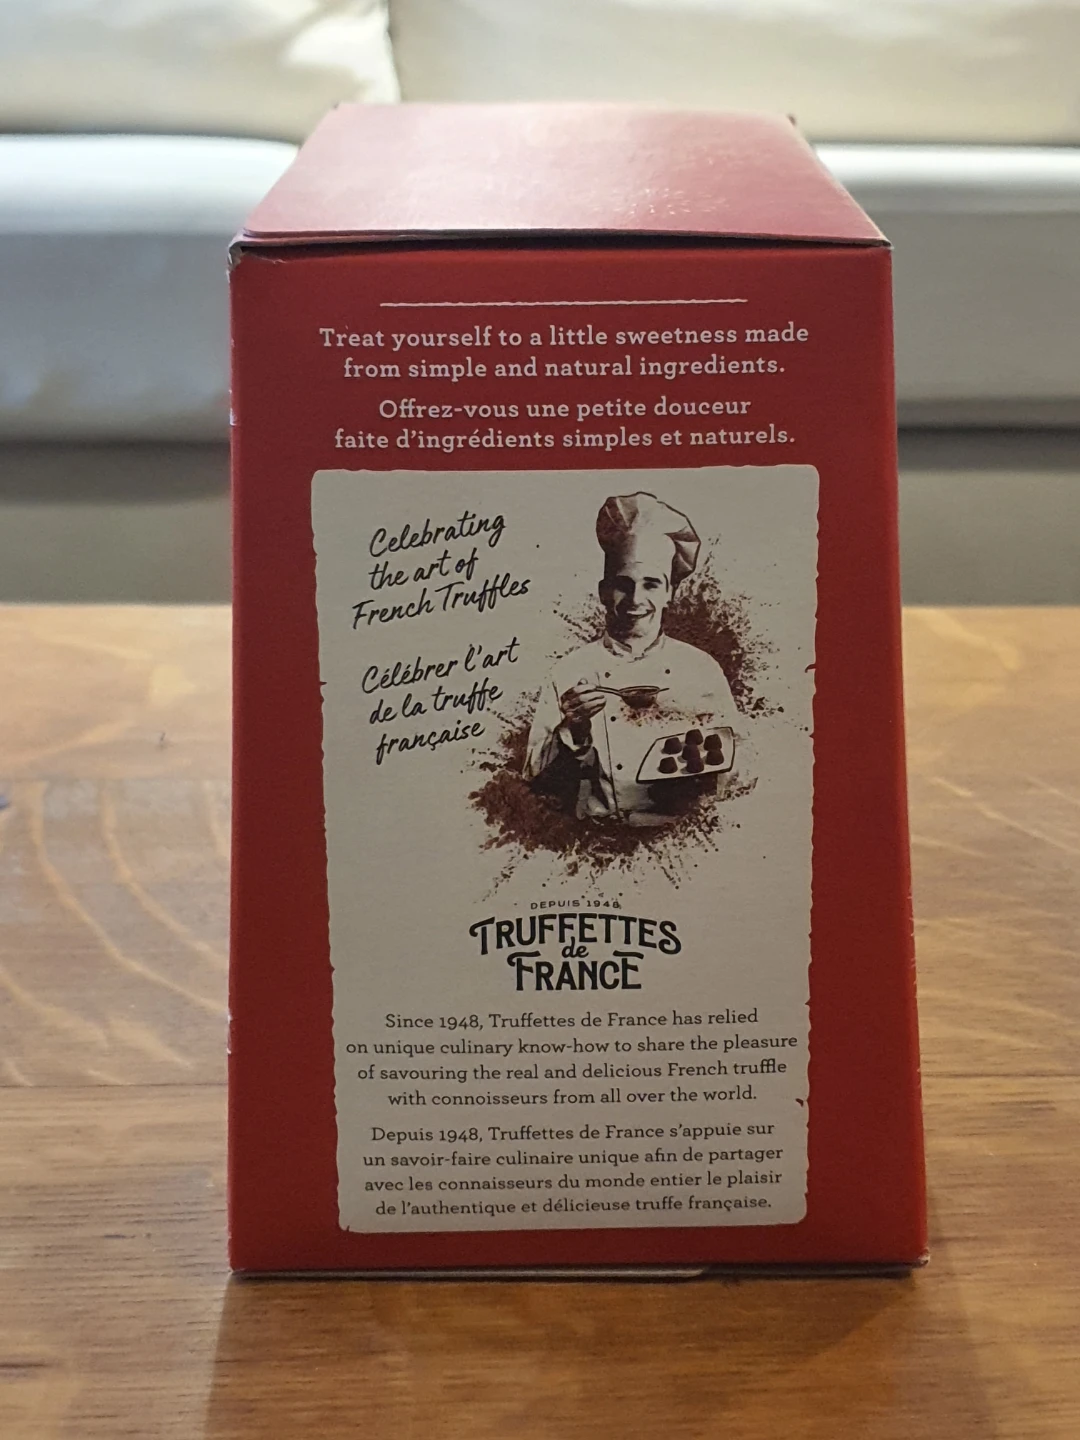 Treat yourself to a little sweetness made
from simple and natural ingredients.
Offrez-vous une petite douceur
faite d'ingrédients simples et naturels.
Celebrating
the art of
French Truffles
Célébrer l'art
de la truffe
française
DEPUIS 1948
TRUFFETTES
de
FRANCE
Since 1948, Truffettes de France has relied
on unique culinary know-how to share the pleasure
of savouring the real and delicious French truffle
with connoisseurs from all over the world.
Depuis 1948, Truffettes de France s'appuie sur
un savoir-faire culinaire unique afin de partager
avec les connaisseurs du monde entier le plaisir
de l'authentique et délicieuse truffe française.